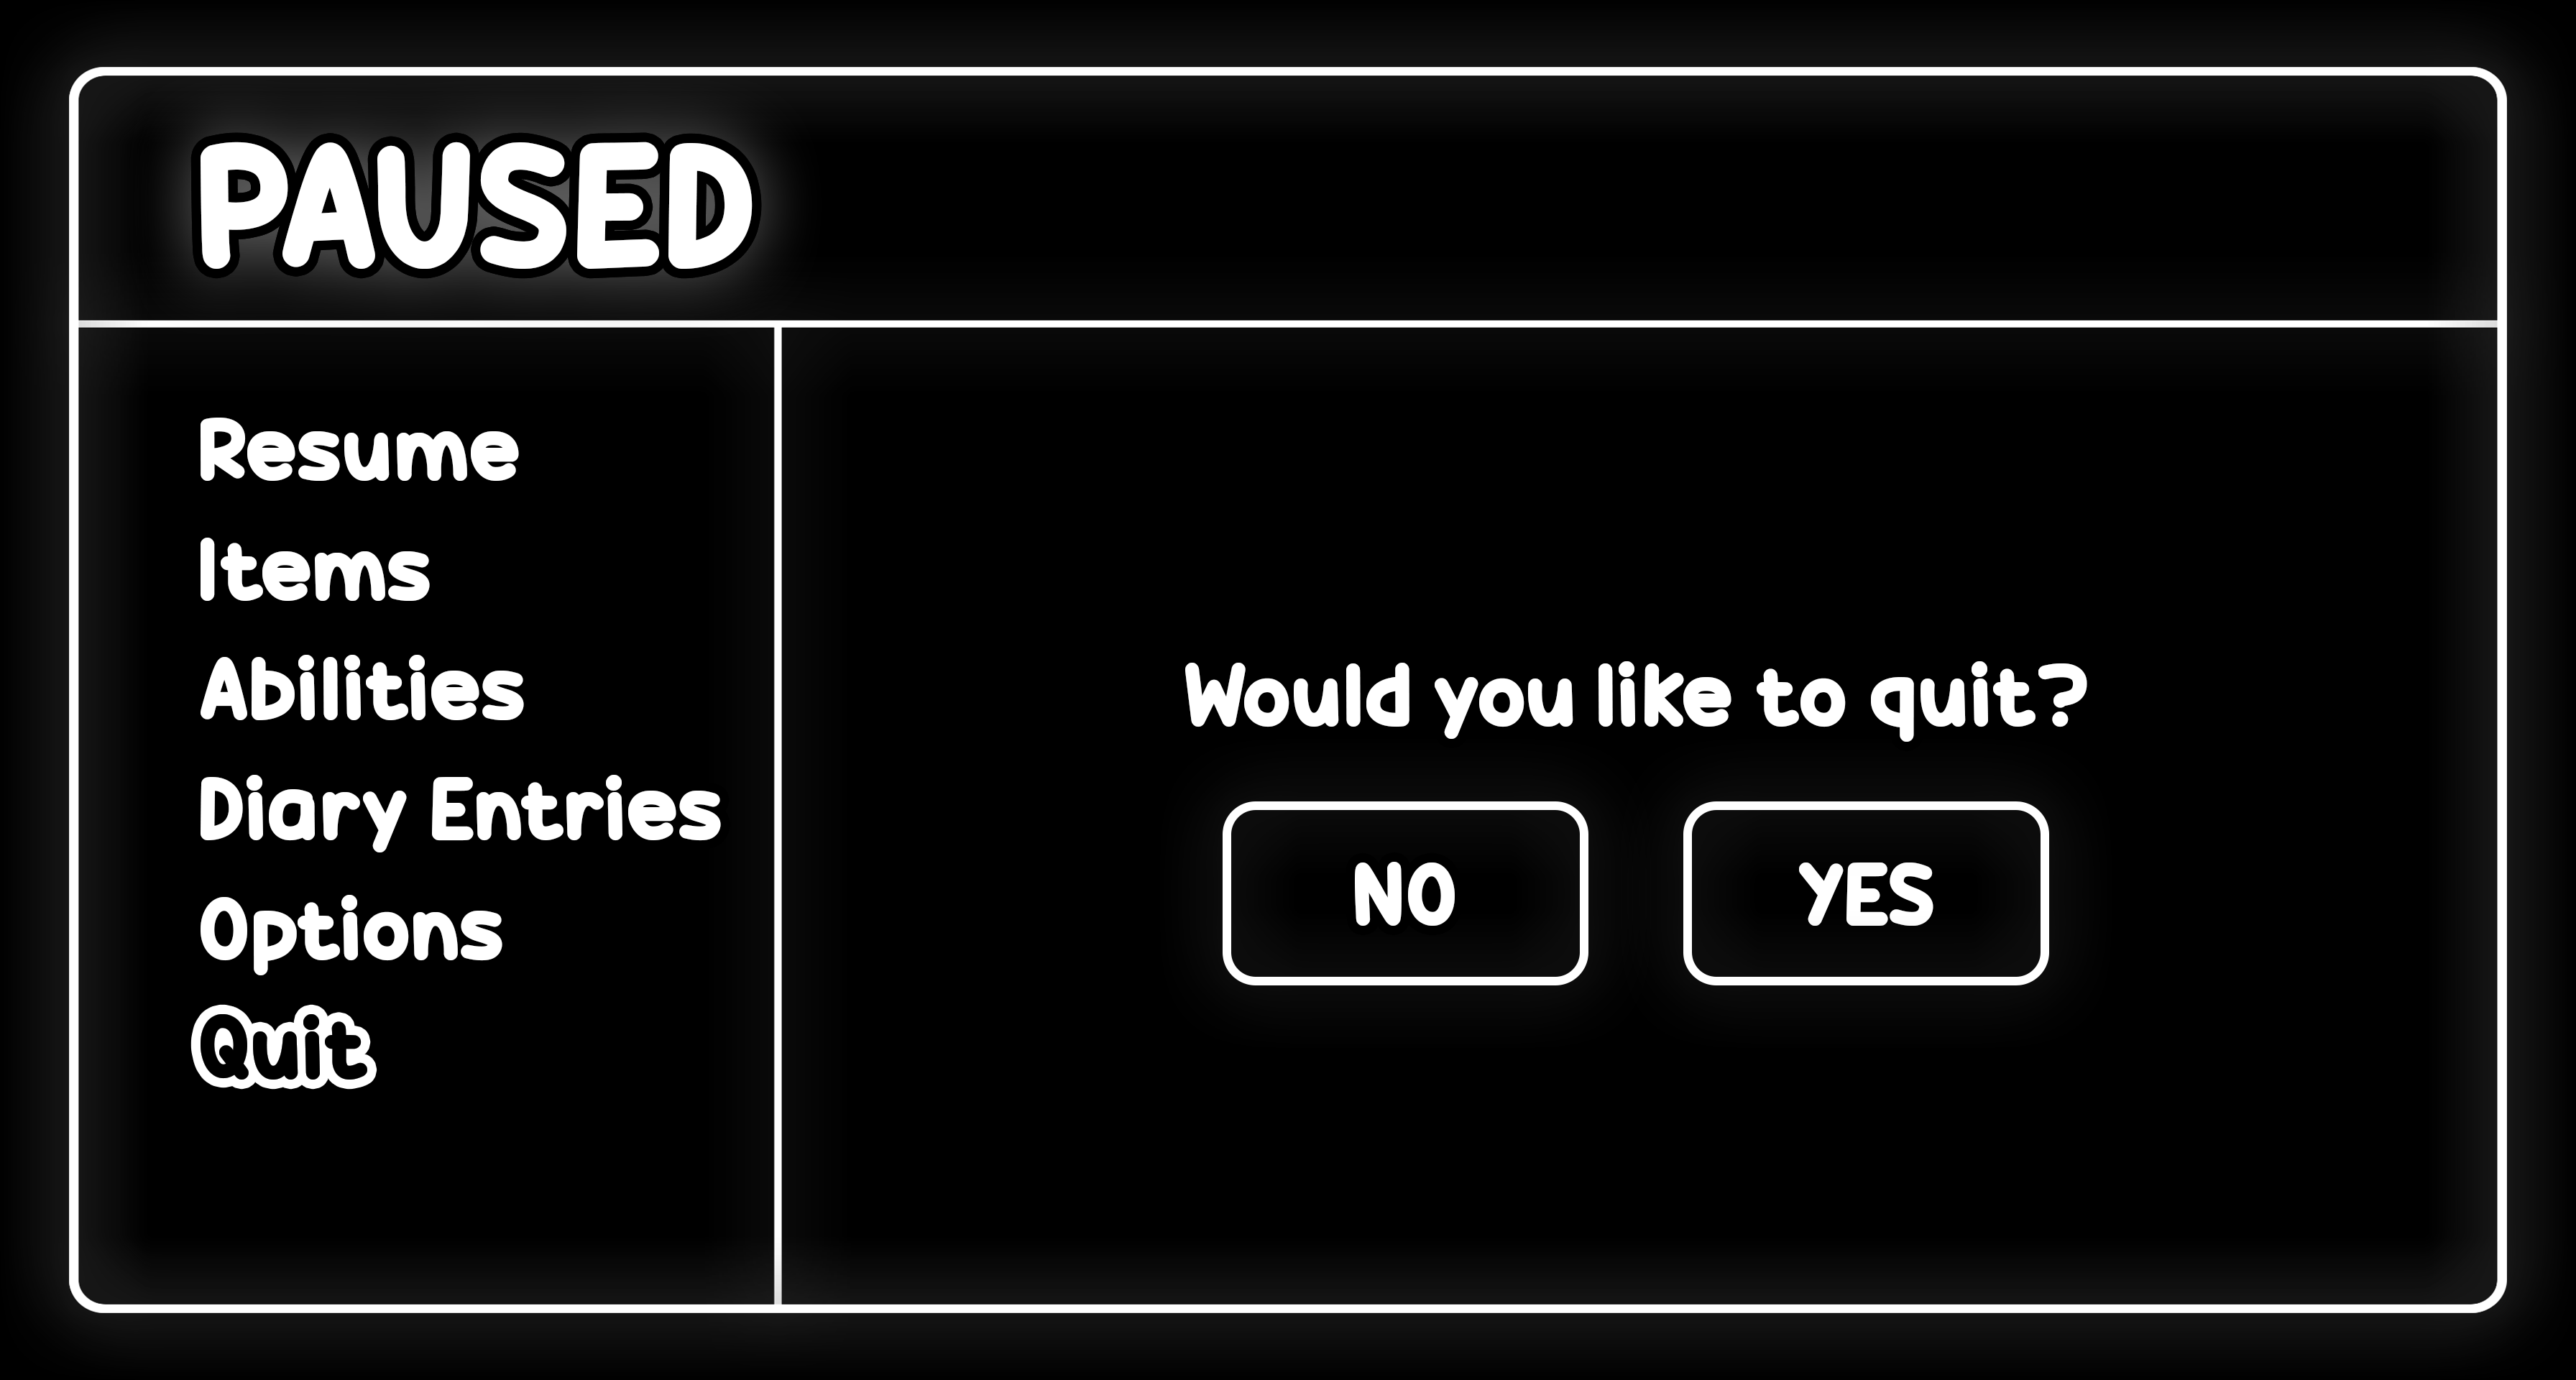 PAUSED
Resume
Items
Abilities
Diary Entries
Options
Quit
Would you like to quit?
NO
YES